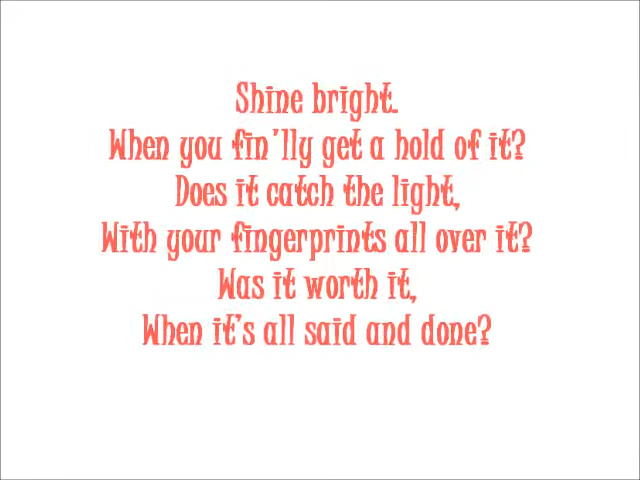 Shine bright.
When you fin'lly get a hold of it?
Does it catch the light,
With your fingerprints all over it?
Was it worth it,
When it's all said and done?